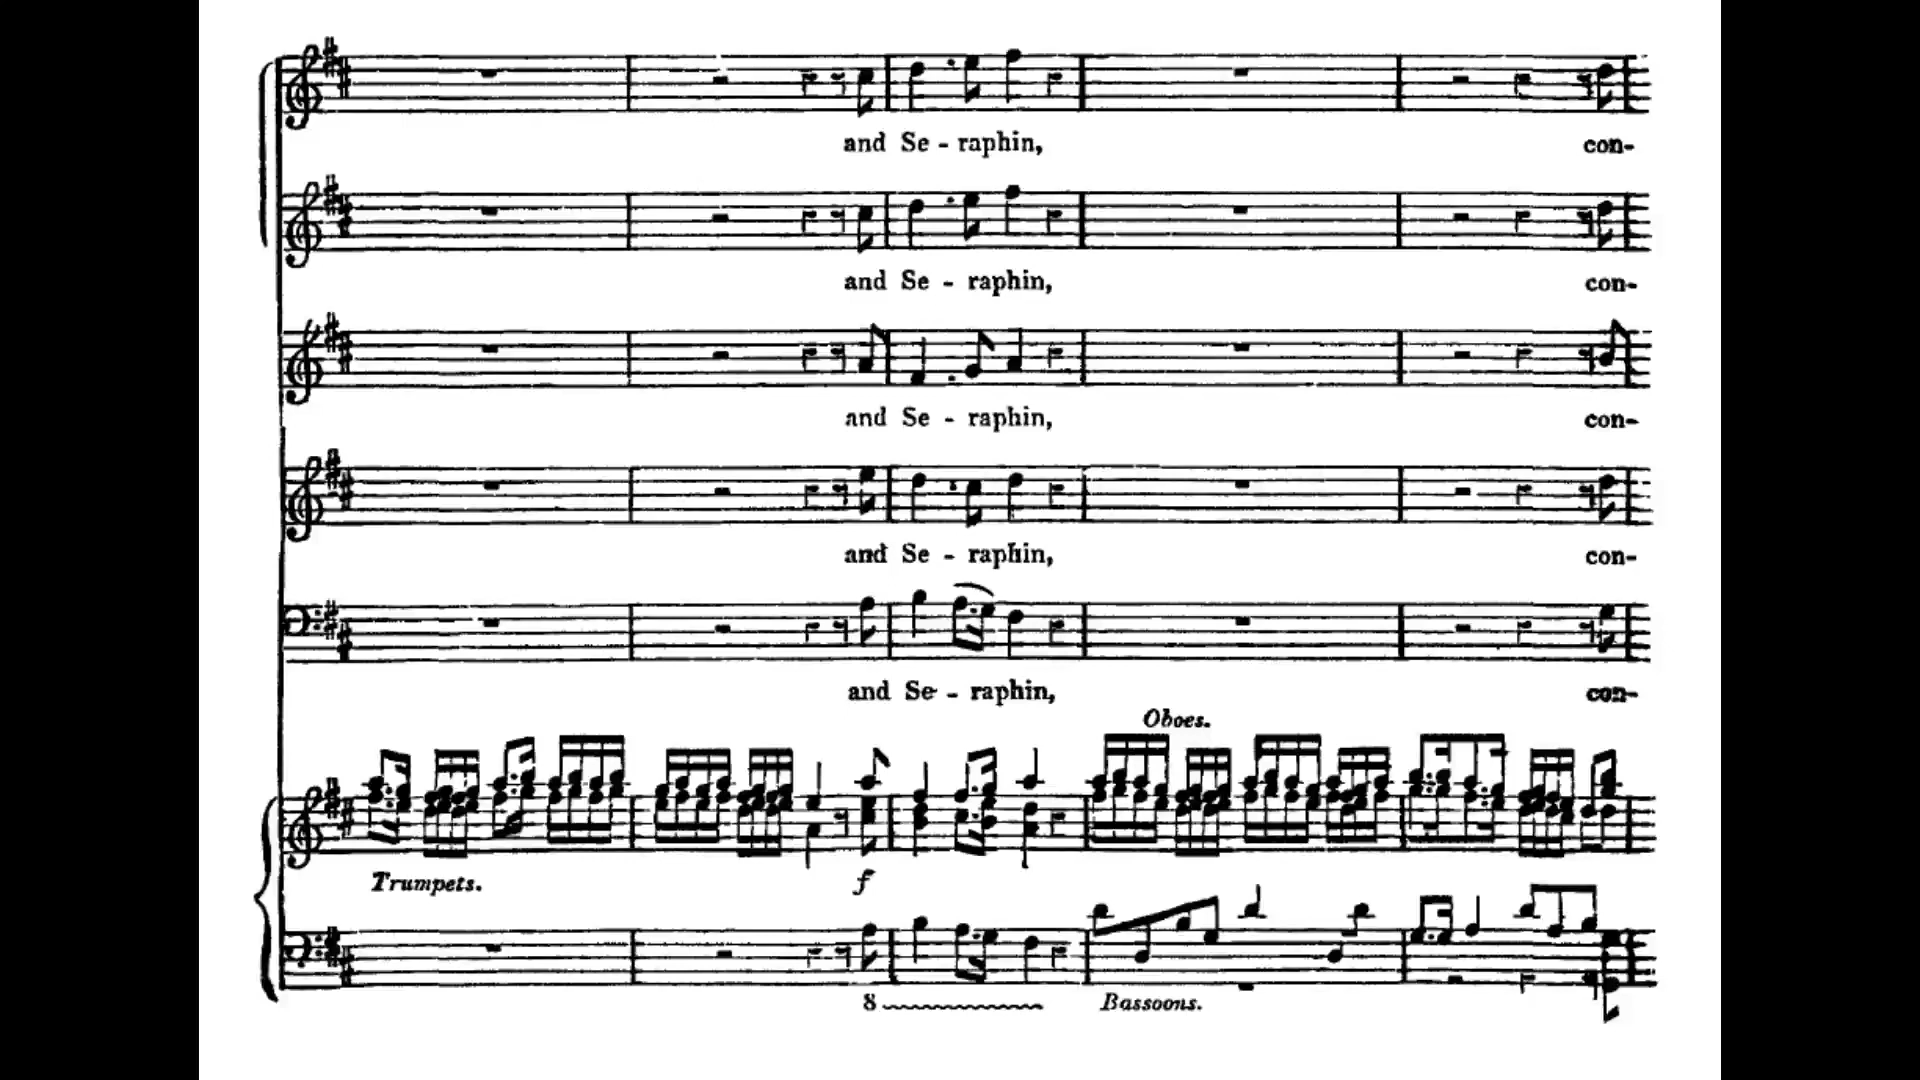 and Se - raphin, con-
and Se - raphin, con-
and Se - raphin, con-
and Se - raphin, con-
and Se - raphin, con-
Oboes.
Trumpets. f
8 Bassoons.